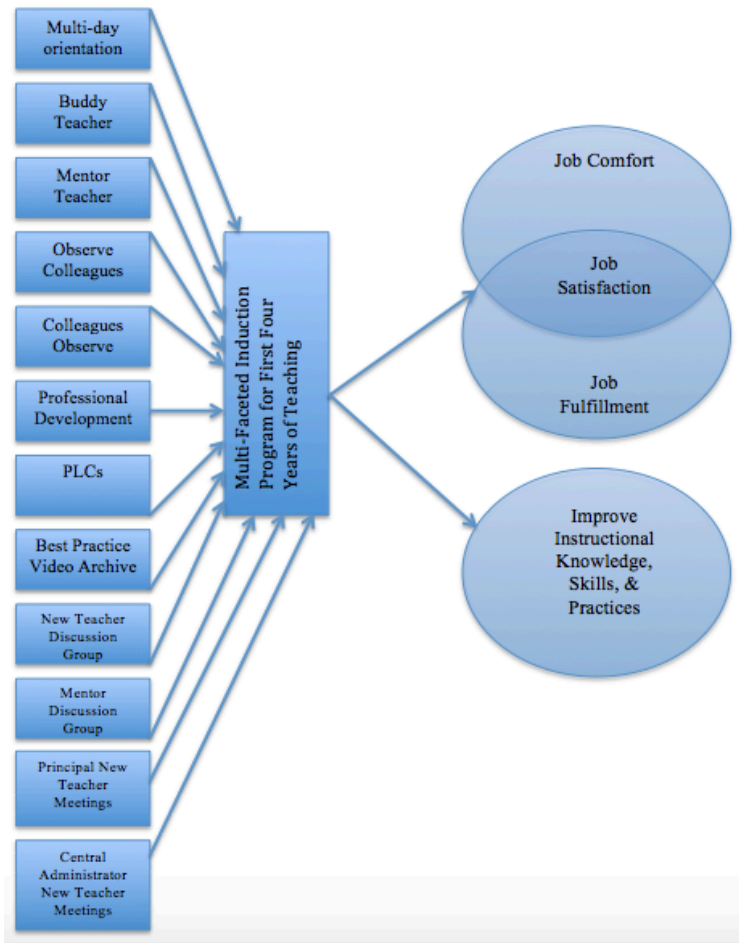 Multi-day
orientation
Buddy
Teacher
Mentor
Teacher
Observe
Colleagues
Colleagues
Observe
Professional
Development
PLCs
Best Practice
Video Archive
New Teacher
Discussion
Group
Mentor
Discussion
Group
Principal New
Teacher
Meetings
Central
Administrator
New Teacher
Meetings
Multi-Faceted Induction
Program for First Four
Years of Teaching
Job Comfort
Job
Satisfaction
Job
Fulfillment
Improve
Instructional
Knowledge,
Skills, &
Practices